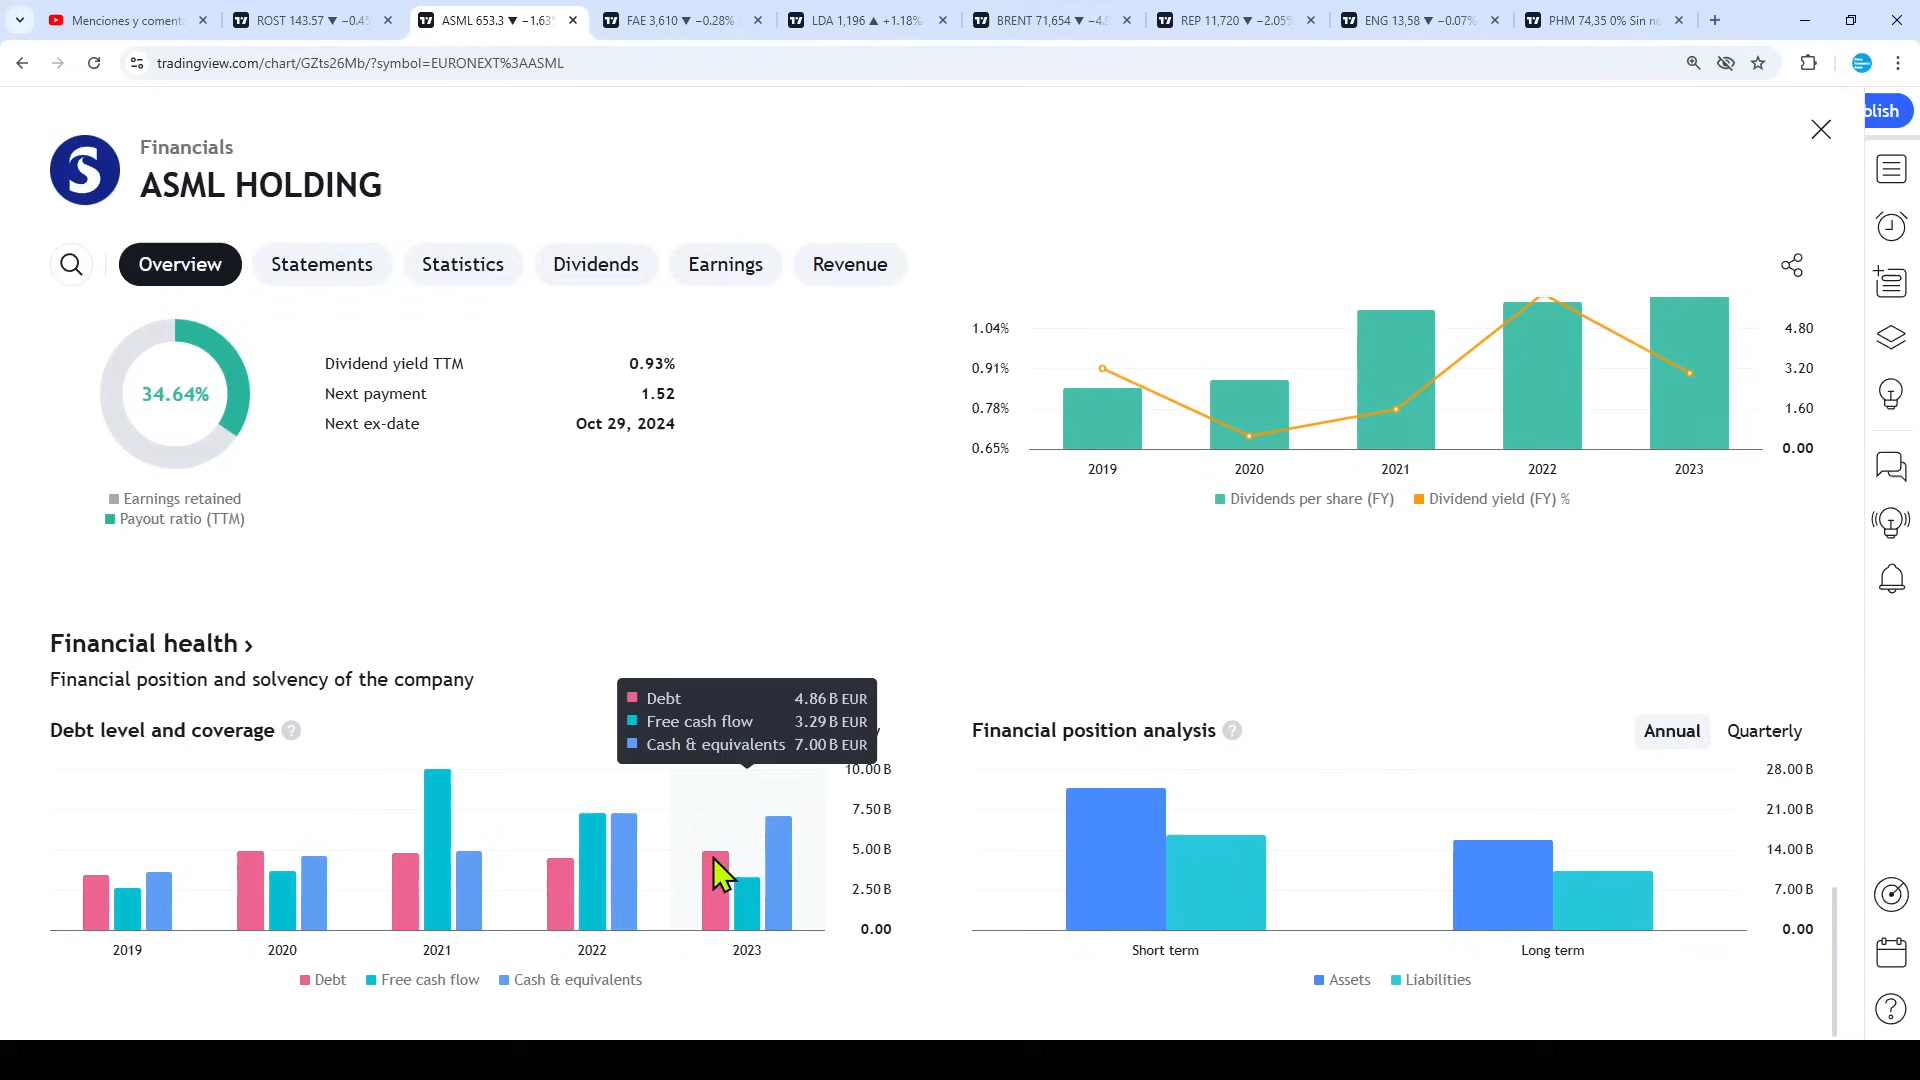 Menciones y coment
ROST 143.57 ▼ −0.45
ASML 653.3 ▼ −1.63%
FAE 3,610 ▼ −0.28%
LDA 1,196 ▲ +1.18%
BRENT 71,654 ▼ −4.9
REP 11,720 ▼ −2.05%
ENG 13,58 ▼ −0.07%
PHM 74,35 0% Sin no
tradingview.com/chart/GZts26Mb/?symbol=EURONEXT%3AASML
blish
Financials
ASML HOLDING
Overview
Statements
Statistics
Dividends
Earnings
Revenue
34.64%
Earnings retained
Payout ratio (TTM)
Dividend yield TTM 0.93%
Next payment 1.52
Next ex-date Oct 29, 2024
1.04% 4.80
0.91% 3.20
0.78% 1.60
0.65% 0.00
2019 2020 2021 2022 2023
Dividends per share (FY) Dividend yield (FY) %
Financial health ›
Financial position and solvency of the company
Debt level and coverage ?
Debt 4.86 B EUR
Free cash flow 3.29 B EUR
Cash & equivalents 7.00 B EUR
10.00 B
7.50 B
5.00 B
2.50 B
0.00
2019 2020 2021 2022 2023
Debt Free cash flow Cash & equivalents
Financial position analysis ?
Annual Quarterly
28.00 B
21.00 B
14.00 B
7.00 B
0.00
Short term Long term
Assets Liabilities